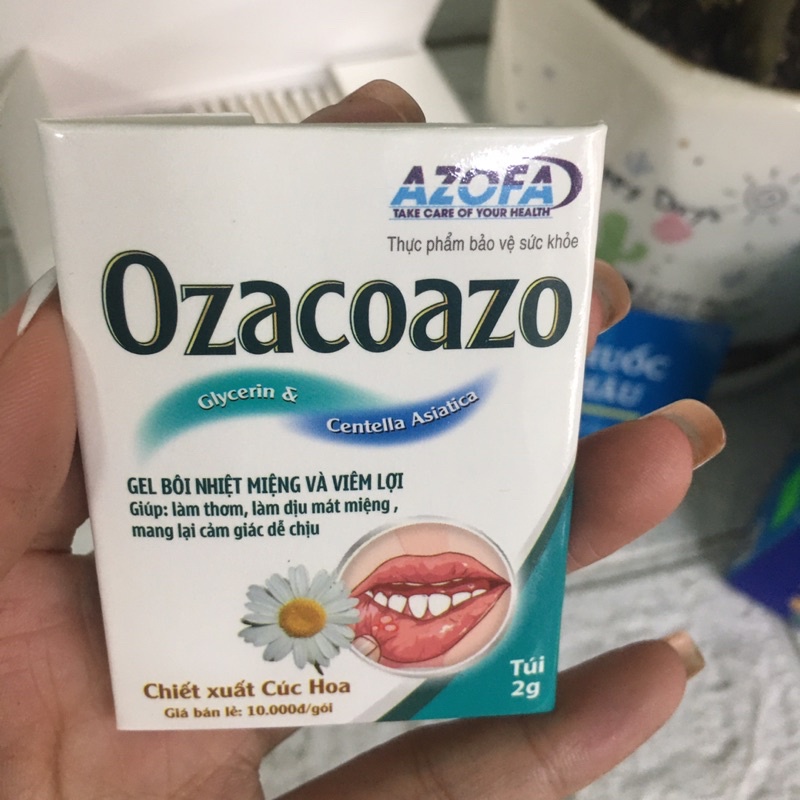 AZOFA
TAKE CARE OF YOUR HEALTH
Thực phẩm bảo vệ sức khỏe
Ozacoazo
Glycerin &
Centella Asiatica
GEL BÔI NHIỆT MIỆNG VÀ VIÊM LỢI
Giúp: làm thơm, làm dịu mát miệng,
mang lại cảm giác dễ chịu
Chiết xuất Cúc Hoa
Giá bán lẻ: 10.000đ/gói
Túi
2g
Days